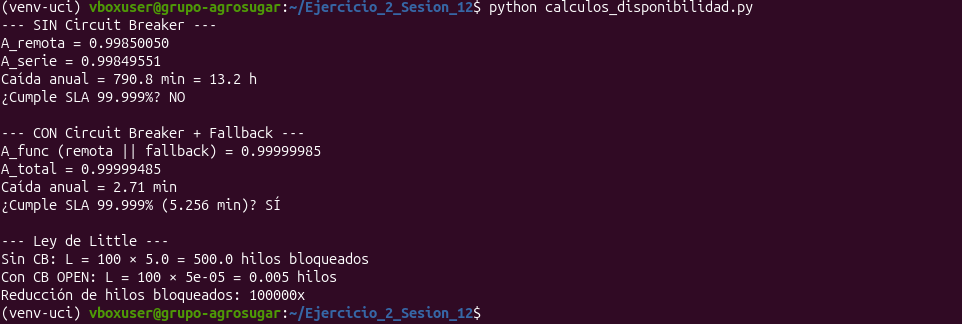 (venv-uci) vboxuser@grupo-agrosugar:~/Ejercicio_2_Sesion_12$ python calculos_disponibilidad.py
--- SIN Circuit Breaker ---
A_remota = 0.99850050
A_serie = 0.99849551
Caída anual = 790.8 min = 13.2 h
¿Cumple SLA 99.999%? NO

--- CON Circuit Breaker + Fallback ---
A_func (remota || fallback) = 0.99999985
A_total = 0.99999485
Caída anual = 2.71 min
¿Cumple SLA 99.999% (5.256 min)? SÍ

--- Ley de Little ---
Sin CB: L = 100 × 5.0 = 500.0 hilos bloqueados
Con CB OPEN: L = 100 × 5e-05 = 0.005 hilos
Reducción de hilos bloqueados: 100000x
(venv-uci) vboxuser@grupo-agrosugar:~/Ejercicio_2_Sesion_12$